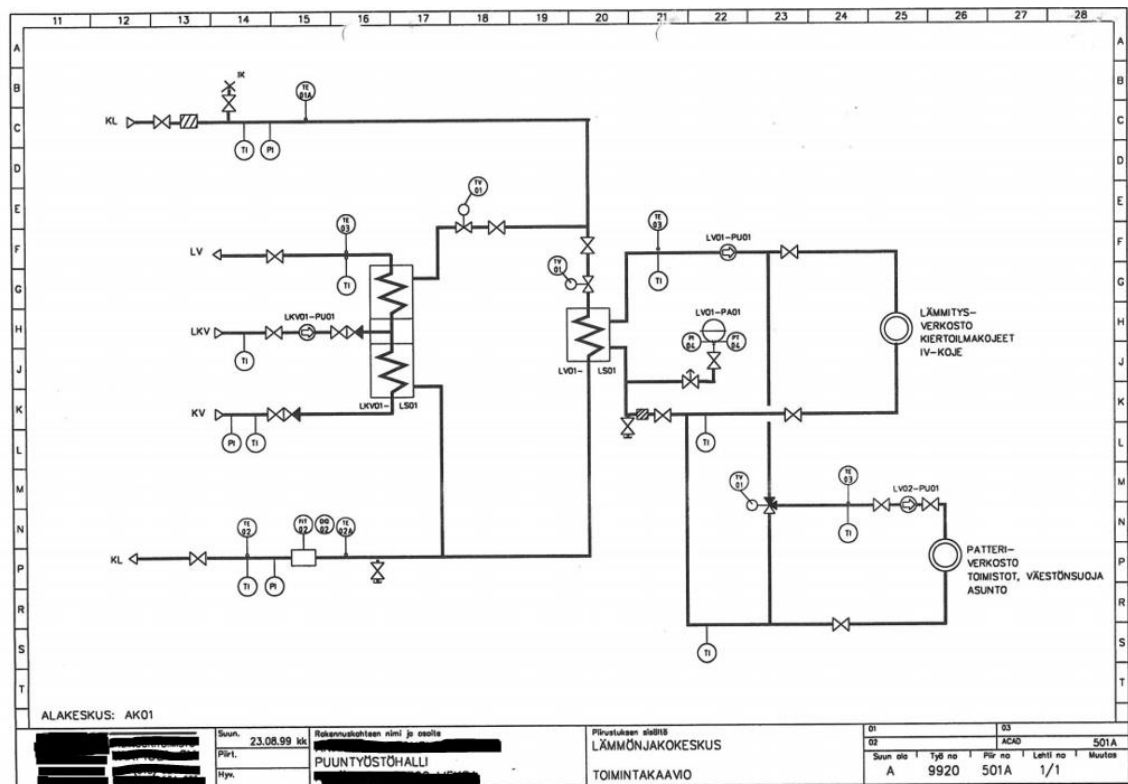 11 12 13 14 15 16 17 18 19 20 21 22 23 24 25 26 27 28
A A
B B
C C
D D
E E
F F
G G
H H
J J
K K
L L
M M
N N
P P
R R
S S
T T
IK
TE 01A
KL
TI PI
TV 01
TE 03
LV
TI
TV 01
TE 03
LV01-PU01
TI
LKV01-PU01
LKV
TI
LV01-PA01
PI 04
PT 04
LÄMMITYS-
VERKOSTO
KIERTOILMAKOJEET
IV-KOJE
LV01- LS01
LKV01- LS01
KV
PI TI
TI
TV 01
TE 03
LV02-PU01
TI
TE 02
FIT 02
TE 02A
KL
TI PI
PATTERI-
VERKOSTO
TOIMISTOT, VÄESTÖNSUOJA
ASUNTO
TI
ALAKESKUS: AK01
Suun. 23.08.99 kk
Piirt.
Hyv.
Rakennuskohteen nimi ja osoite
PUUNTYÖSTÖHALLI
Piirustuksen sisältö
LÄMMÖNJAKOKESKUS
TOIMINTAKAAVIO
01 03
02 ACAD 501A
Suun ala Työ no Piir no Lehti no Muutos
A 9920 501A 1/1